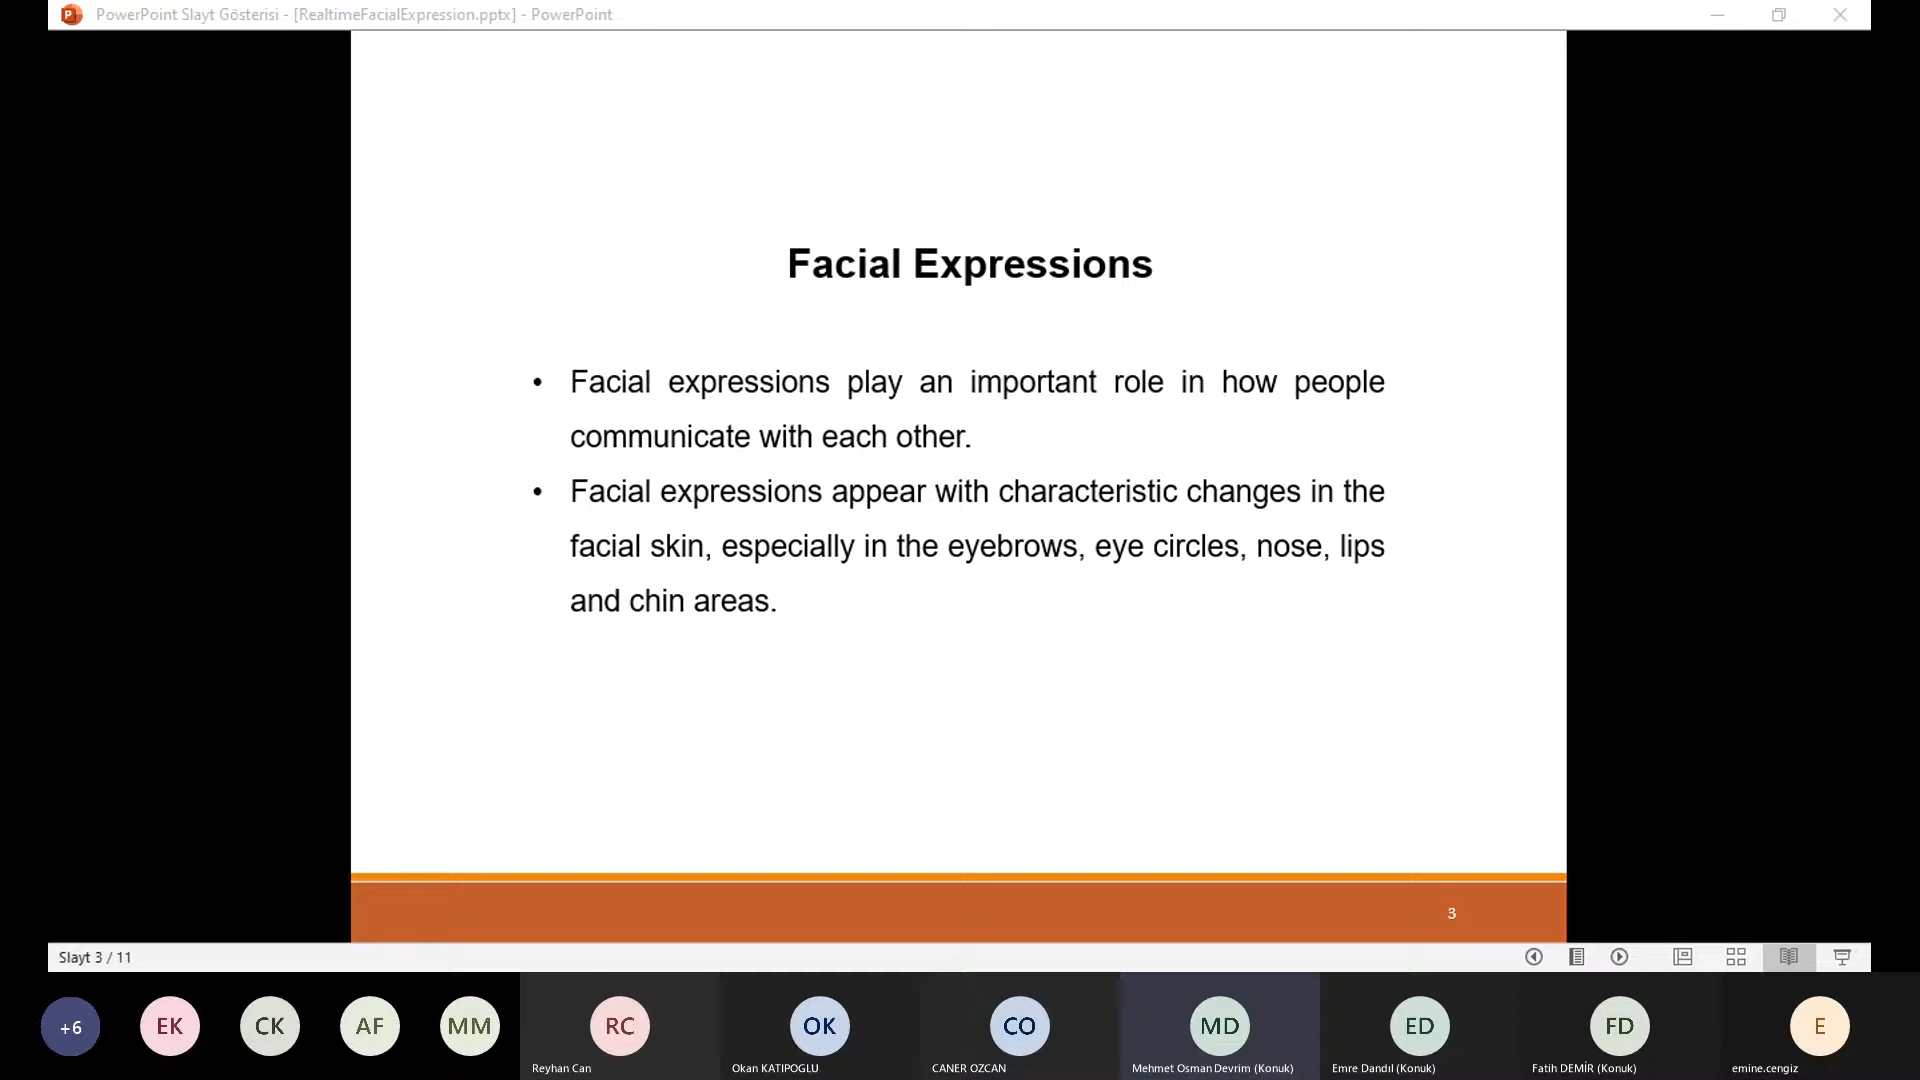 PowerPoint Slayt Gösterisi - [RealtimeFacialExpression.pptx] - PowerPoint
Facial Expressions
• Facial expressions play an important role in how people
communicate with each other.
• Facial expressions appear with characteristic changes in the
facial skin, especially in the eyebrows, eye circles, nose, lips
and chin areas.
3
Slayt 3 / 11
+6
EK
CK
AF
MM
RC
OK
CO
MD
ED
FD
E
Reyhan Can
Okan KATIPOGLU
CANER OZCAN
Mehmet Osman Devrim (Konuk)
Emre Dandıl (Konuk)
Fatih DEMİR (Konuk)
emine.cengiz